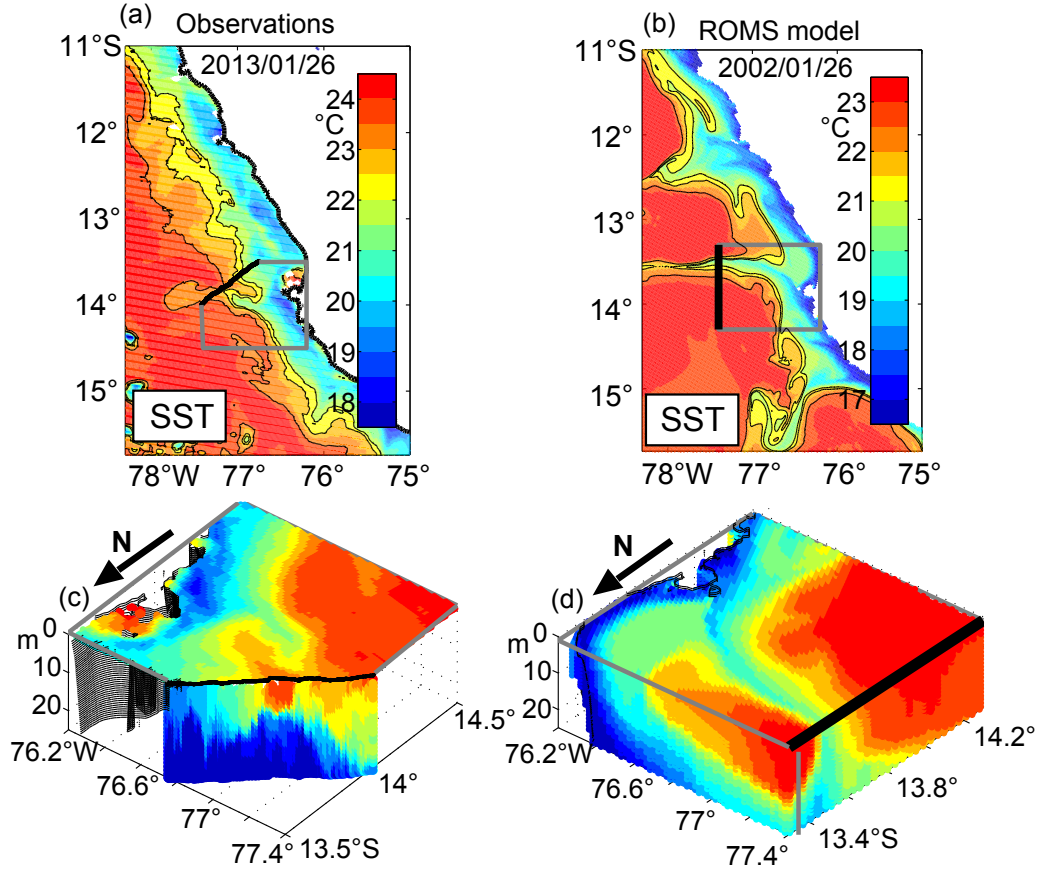 (a)
Observations
11°S
2013/01/26
24
°C
23
12°
22
13°
21
20
14°
19
15°
18
SST
78°W
77°
76°
75°
(b)
ROMS model
11°S
2002/01/26
23
°C
22
12°
21
13°
20
19
14°
18
15°
17
SST
78°W
77°
76°
75°
N
(c)
0
m
10
20
76.2°W
76.6°
77°
77.4°
13.5°S
14°
14.5°
N
(d)
0
m
10
20
76.2°W
76.6°
77°
77.4°
13.4°S
13.8°
14.2°